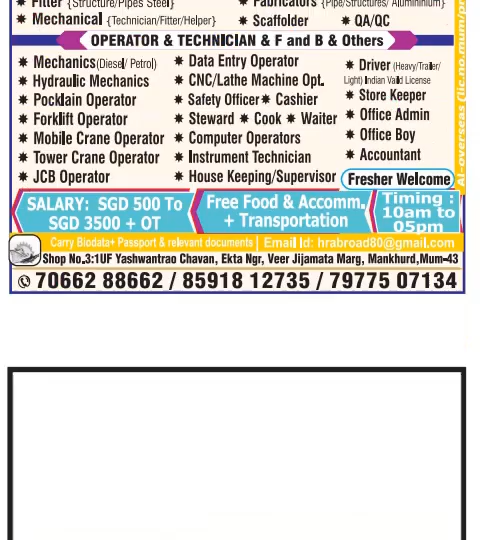 ✷ Fitter {Structure/Pipes Steel} ✷ Fabricators {Pipe/Structures/ Aluminium}
✷ Mechanical {Technician/Fitter/Helper} ✷ Scaffolder ✷ QA/QC
OPERATOR & TECHNICIAN & F and B & Others
✷ Mechanics(Diesel/ Petrol)
✷ Hydraulic Mechanics
✷ Pocklain Operator
✷ Forklift Operator
✷ Mobile Crane Operator
✷ Tower Crane Operator
✷ JCB Operator
✷ Data Entry Operator
✷ CNC/Lathe Machine Opt.
✷ Safety Officer✷ Cashier
✷ Steward ✷ Cook ✷ Waiter
✷ Computer Operators
✷ Instrument Technician
✷ House Keeping/Supervisor
✷ Driver (Heavy/Trailer/
Light) Indian Valid License
✷ Store Keeper
✷ Office Admin
✷ Office Boy
✷ Accountant
Fresher Welcome
SALARY: SGD 500 To
SGD 3500 + OT
Free Food & Accomm.
+ Transportation
Timing :
10am to
05pm
Carry Biodata+ Passport & relevant documents
Email Id: hrabroad80@gmail.com
Shop No.3:1UF Yashwantrao Chavan, Ekta Ngr, Veer Jijamata Marg, Mankhurd,Mum-43
✆ 70662 88662 / 85918 12735 / 79775 07134
Al-overseas (lic.no.mum/pr